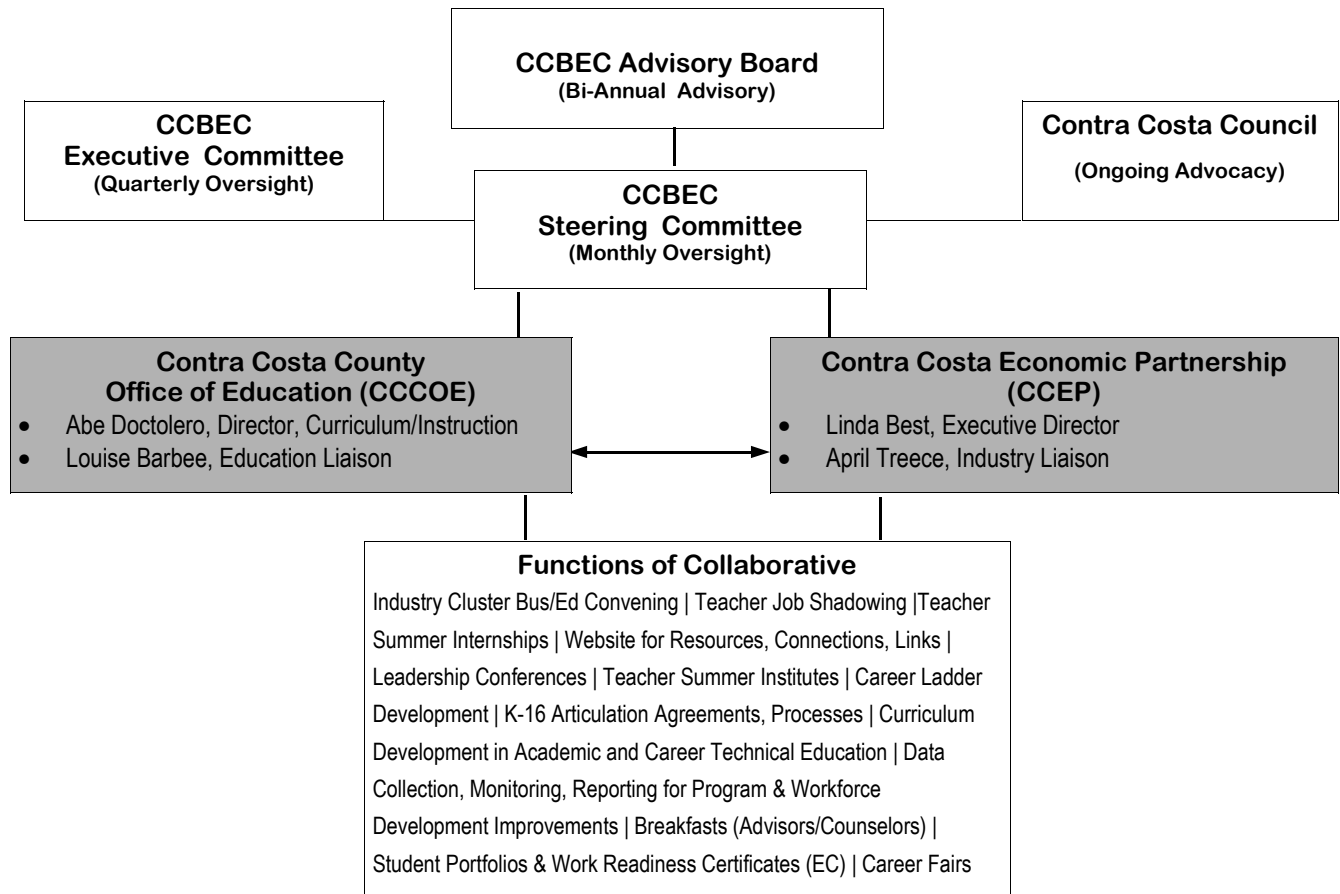 CCBEC Advisory Board
(Bi-Annual Advisory)
CCBEC
Executive Committee
(Quarterly Oversight)
Contra Costa Council
(Ongoing Advocacy)
CCBEC
Steering Committee
(Monthly Oversight)
Contra Costa County
Office of Education (CCCOE)
• Abe Doctolero, Director, Curriculum/Instruction
• Louise Barbee, Education Liaison
Contra Costa Economic Partnership
(CCEP)
• Linda Best, Executive Director
• April Treece, Industry Liaison
Functions of Collaborative
Industry Cluster Bus/Ed Convening | Teacher Job Shadowing |Teacher
Summer Internships | Website for Resources, Connections, Links |
Leadership Conferences | Teacher Summer Institutes | Career Ladder
Development | K-16 Articulation Agreements, Processes | Curriculum
Development in Academic and Career Technical Education | Data
Collection, Monitoring, Reporting for Program & Workforce
Development Improvements | Breakfasts (Advisors/Counselors) |
Student Portfolios & Work Readiness Certificates (EC) | Career Fairs